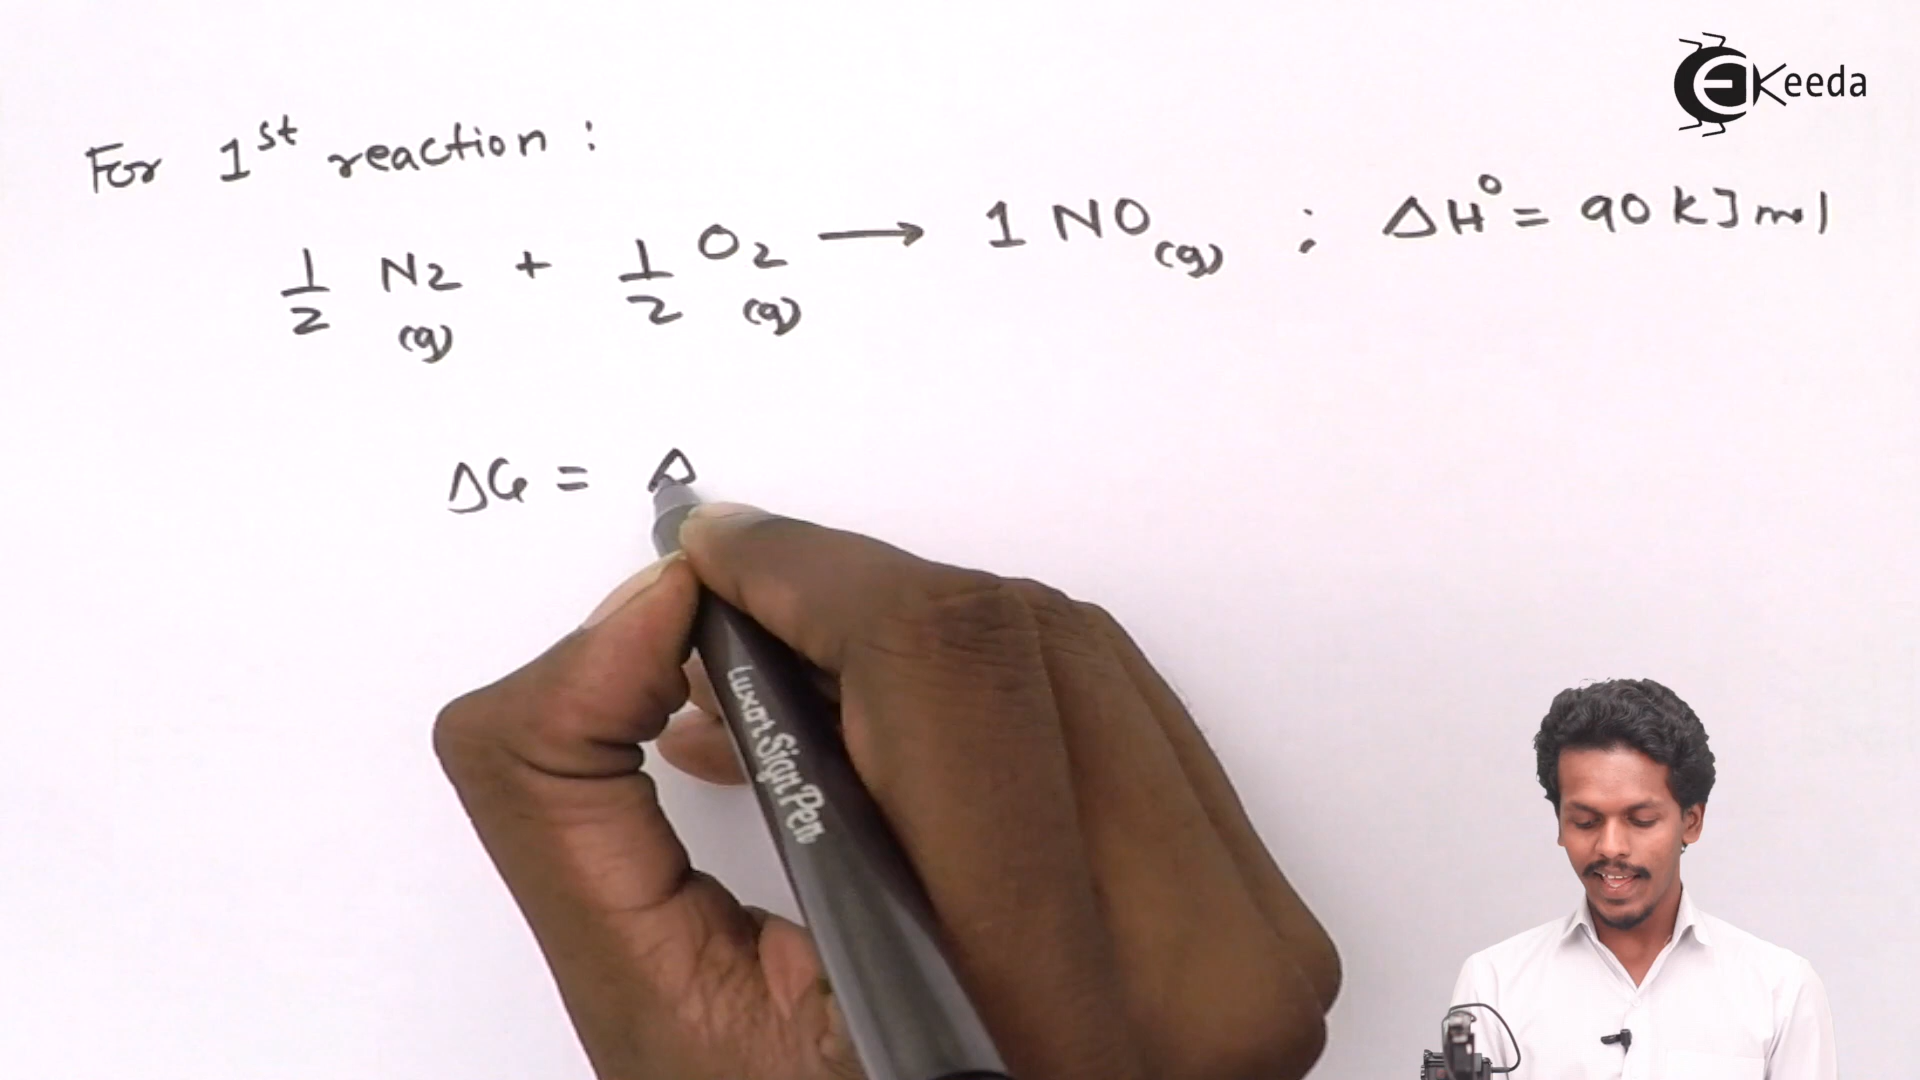 EKeeda
For 1st reaction :
1/2 N2 (g) + 1/2 O2 (g) → 1 NO (g) ; ΔH° = 90 kJ mol
ΔG = Δ
Luxor Sign Pen